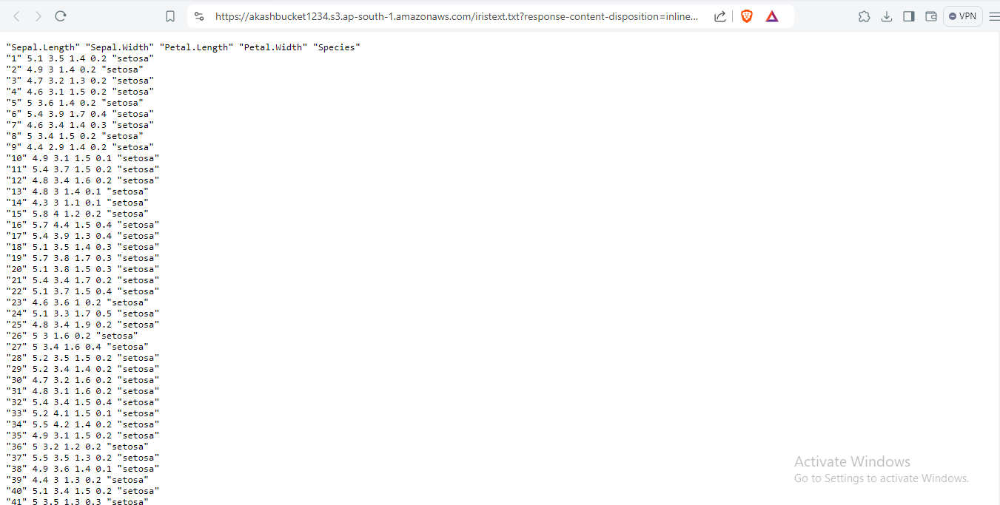 https://akashbucket1234.s3.ap-south-1.amazonaws.com/iristext.txt?response-content-disposition=inline...
VPN
"Sepal.Length" "Sepal.Width" "Petal.Length" "Petal.Width" "Species"
"1" 5.1 3.5 1.4 0.2 "setosa"
"2" 4.9 3 1.4 0.2 "setosa"
"3" 4.7 3.2 1.3 0.2 "setosa"
"4" 4.6 3.1 1.5 0.2 "setosa"
"5" 5 3.6 1.4 0.2 "setosa"
"6" 5.4 3.9 1.7 0.4 "setosa"
"7" 4.6 3.4 1.4 0.3 "setosa"
"8" 5 3.4 1.5 0.2 "setosa"
"9" 4.4 2.9 1.4 0.2 "setosa"
"10" 4.9 3.1 1.5 0.1 "setosa"
"11" 5.4 3.7 1.5 0.2 "setosa"
"12" 4.8 3.4 1.6 0.2 "setosa"
"13" 4.8 3 1.4 0.1 "setosa"
"14" 4.3 3 1.1 0.1 "setosa"
"15" 5.8 4 1.2 0.2 "setosa"
"16" 5.7 4.4 1.5 0.4 "setosa"
"17" 5.4 3.9 1.3 0.4 "setosa"
"18" 5.1 3.5 1.4 0.3 "setosa"
"19" 5.7 3.8 1.7 0.3 "setosa"
"20" 5.1 3.8 1.5 0.3 "setosa"
"21" 5.4 3.4 1.7 0.2 "setosa"
"22" 5.1 3.7 1.5 0.4 "setosa"
"23" 4.6 3.6 1 0.2 "setosa"
"24" 5.1 3.3 1.7 0.5 "setosa"
"25" 4.8 3.4 1.9 0.2 "setosa"
"26" 5 3 1.6 0.2 "setosa"
"27" 5 3.4 1.6 0.4 "setosa"
"28" 5.2 3.5 1.5 0.2 "setosa"
"29" 5.2 3.4 1.4 0.2 "setosa"
"30" 4.7 3.2 1.6 0.2 "setosa"
"31" 4.8 3.1 1.6 0.2 "setosa"
"32" 5.4 3.4 1.5 0.4 "setosa"
"33" 5.2 4.1 1.5 0.1 "setosa"
"34" 5.5 4.2 1.4 0.2 "setosa"
"35" 4.9 3.1 1.5 0.2 "setosa"
"36" 5 3.2 1.2 0.2 "setosa"
"37" 5.5 3.5 1.3 0.2 "setosa"
"38" 4.9 3.6 1.4 0.1 "setosa"
"39" 4.4 3 1.3 0.2 "setosa"
"40" 5.1 3.4 1.5 0.2 "setosa"
"41" 5 3.5 1.3 0.3 "setosa"
Activate Windows
Go to Settings to activate Windows.